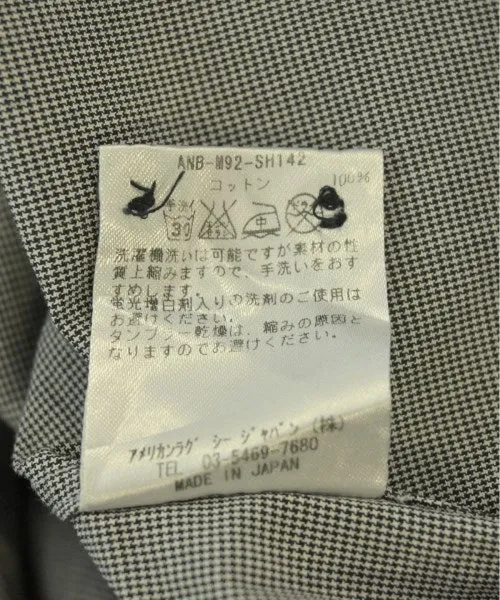 ANB-M92-SH142
コットン 100%
手洗イ
30
中
洗濯機洗いは可能ですが素材の性
質上縮みますので、手洗いをおす
すめします。
蛍光増白剤入りの洗剤のご使用は
お避けください。
タンブラー乾燥は、縮みの原因と
なりますのでお避けください。
アメリカンラグ シー ジャパン (株)
TEL 03-5469-7680
MADE IN JAPAN